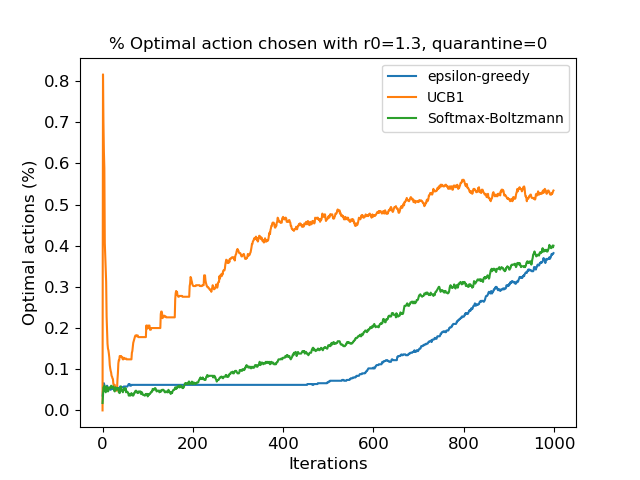 % Optimal action chosen with r0=1.3, quarantine=0
epsilon-greedy
UCB1
Softmax-Boltzmann
Optimal actions (%)
0.8
0.7
0.6
0.5
0.4
0.3
0.2
0.1
0.0
0 200 400 600 800 1000
Iterations